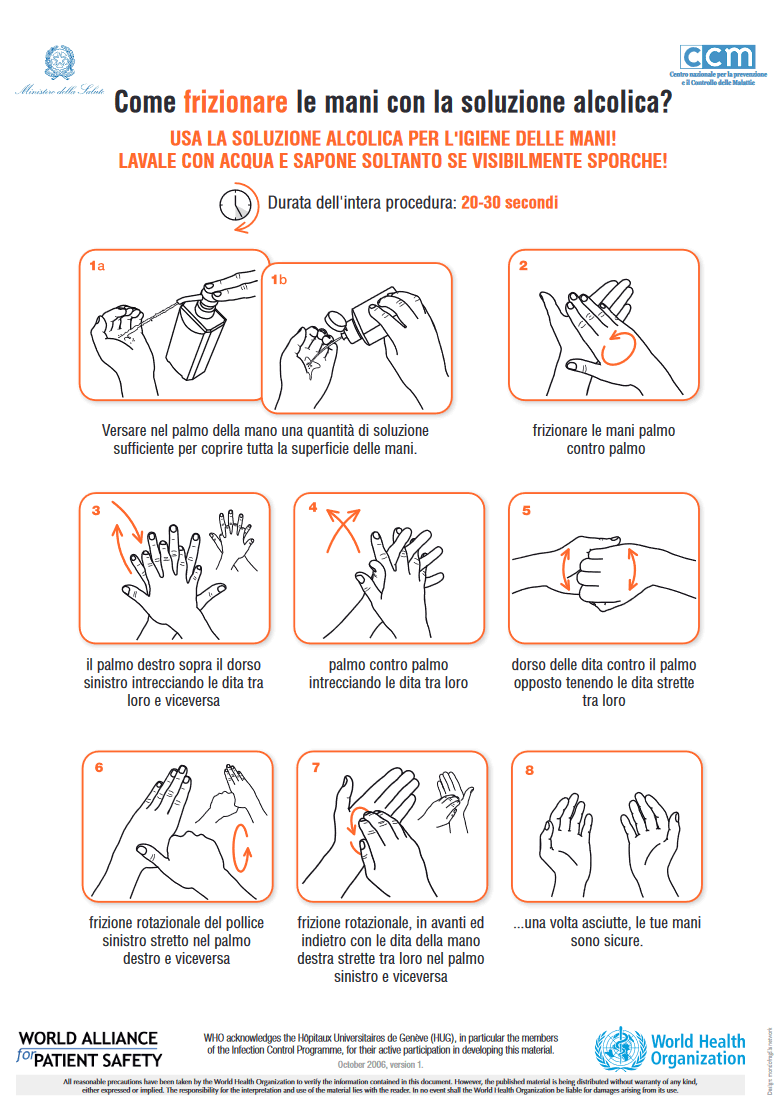 Ministero della Salute
ccm
Centro nazionale per la prevenzione
e il Controllo delle Malattie
Come frizionare le mani con la soluzione alcolica?
USA LA SOLUZIONE ALCOLICA PER L'IGIENE DELLE MANI!
LAVALE CON ACQUA E SAPONE SOLTANTO SE VISIBILMENTE SPORCHE!
Durata dell'intera procedura: 20-30 secondi
1a
1b
Versare nel palmo della mano una quantità di soluzione
sufficiente per coprire tutta la superficie delle mani.
2
frizionare le mani palmo
contro palmo
3
il palmo destro sopra il dorso
sinistro intrecciando le dita tra
loro e viceversa
4
palmo contro palmo
intrecciando le dita tra loro
5
dorso delle dita contro il palmo
opposto tenendo le dita strette
tra loro
6
frizione rotazionale del pollice
sinistro stretto nel palmo
destro e viceversa
7
frizione rotazionale, in avanti ed
indietro con le dita della mano
destra strette tra loro nel palmo
sinistro e viceversa
8
...una volta asciutte, le tue mani
sono sicure.
WORLD ALLIANCE
for PATIENT SAFETY
WHO acknowledges the Hôpitaux Universitaires de Genève (HUG), in particular the members
of the Infection Control Programme, for their active participation in developing this material.
October 2006, version 1.
World Health
Organization
All reasonable precautions have been taken by the World Health Organization to verify the information contained in this document. However, the published material is being distributed without warranty of any kind,
either expressed or implied. The responsibility for the interpretation and use of the material lies with the reader. In no event shall the World Health Organization be liable for damages arising from its use.